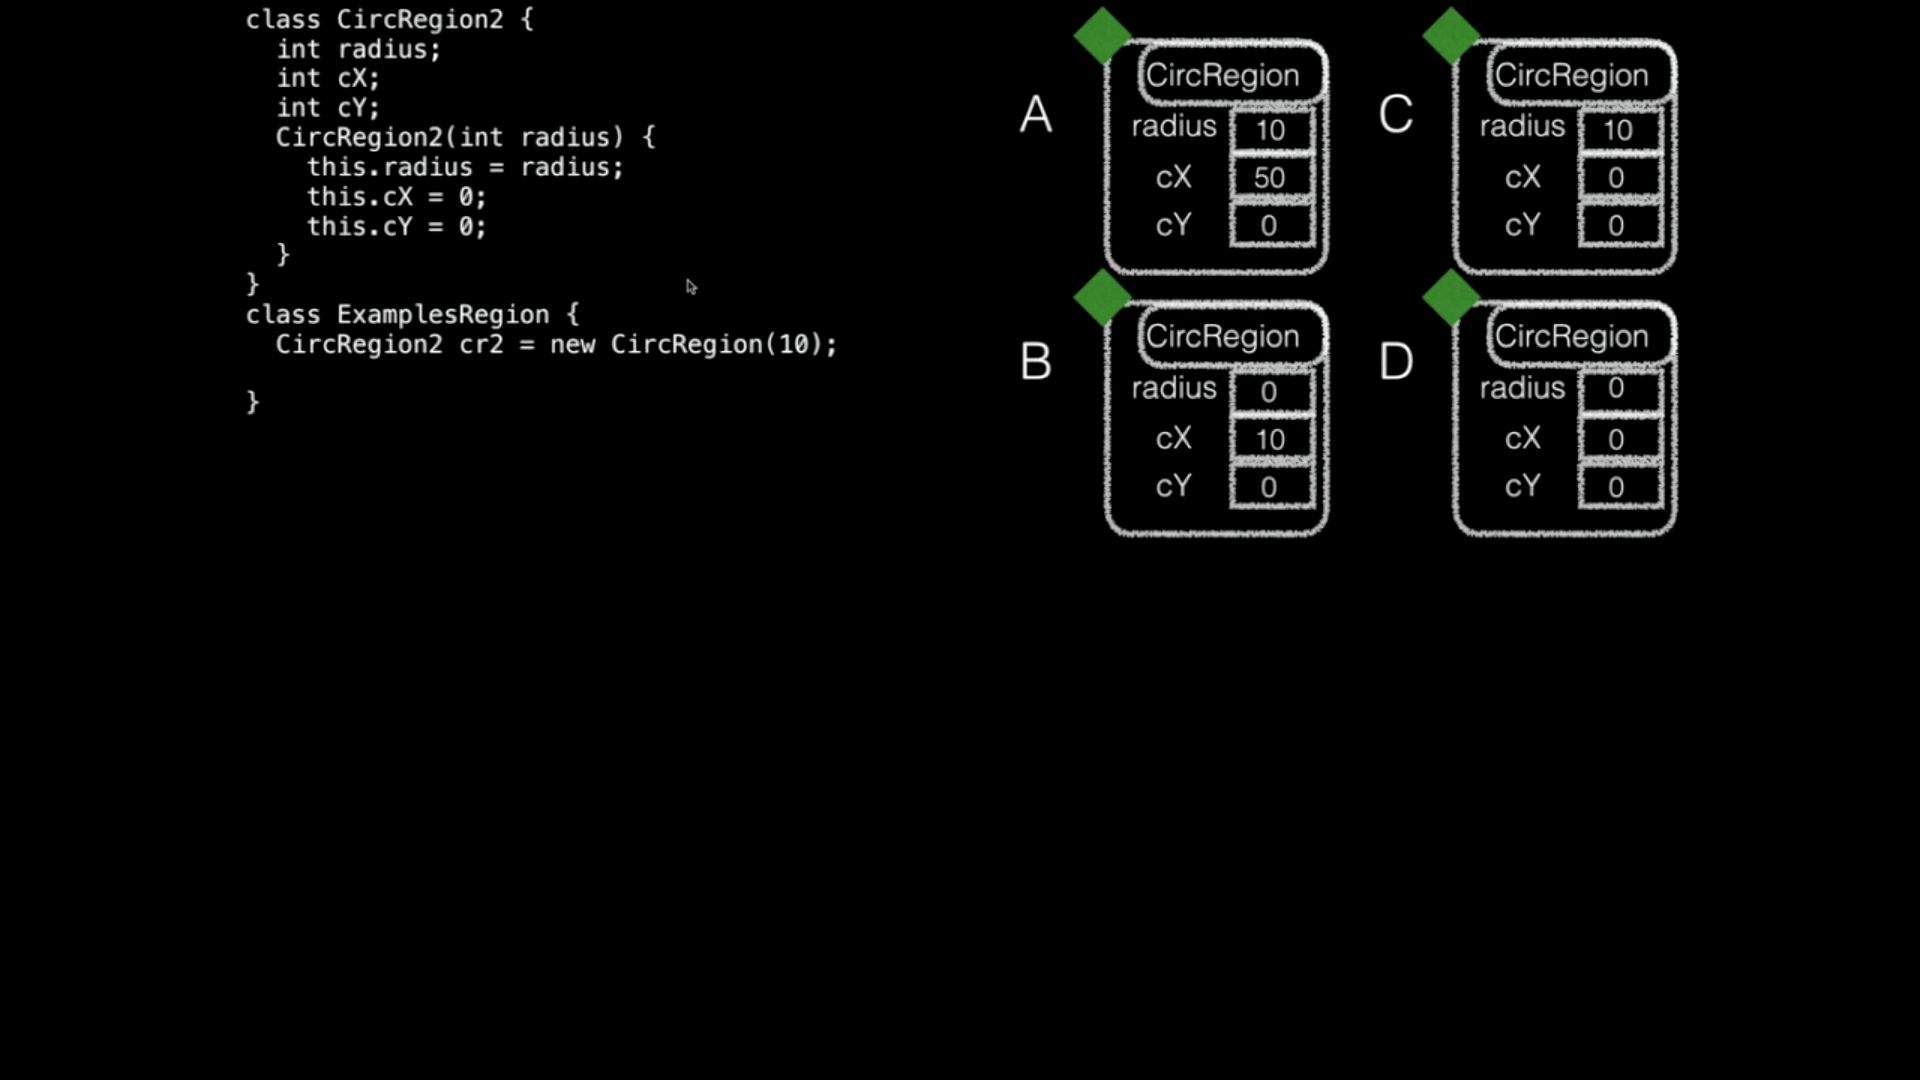 class CircRegion2 {
int radius;
int cX;
int cY;
CircRegion2(int radius) {
this.radius = radius;
this.cX = 0;
this.cY = 0;
}
}
class ExamplesRegion {
CircRegion2 cr2 = new CircRegion(10);
}
A
CircRegion
radius 10
cX 50
cY 0
B
CircRegion
radius 0
cX 10
cY 0
C
CircRegion
radius 10
cX 0
cY 0
D
CircRegion
radius 0
cX 0
cY 0